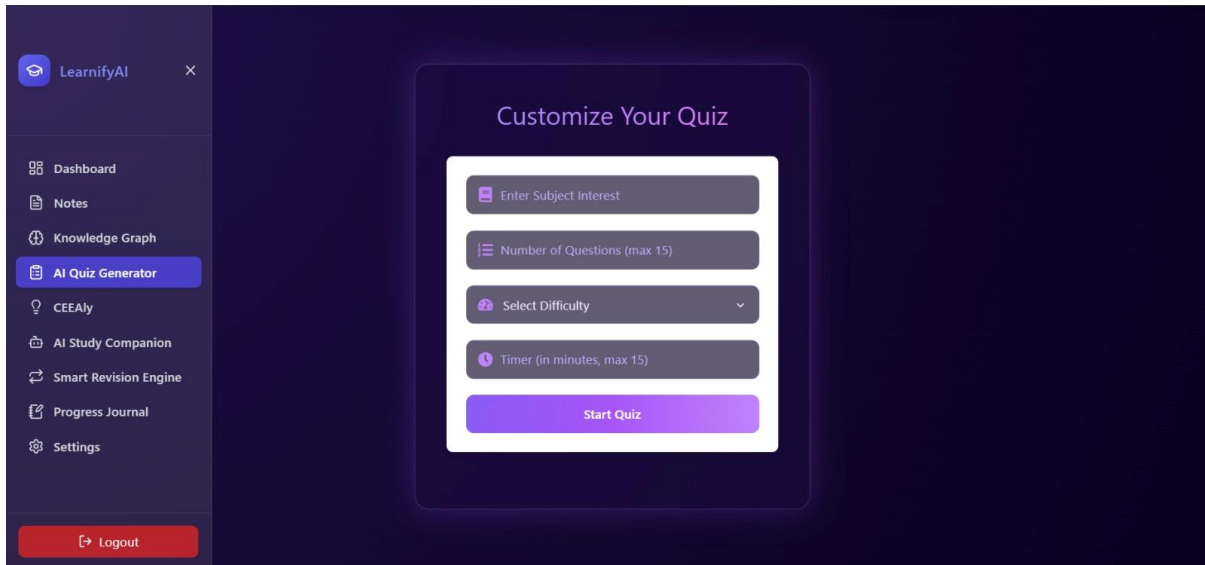 LearnifyAI
Dashboard
Notes
Knowledge Graph
AI Quiz Generator
CEEAly
AI Study Companion
Smart Revision Engine
Progress Journal
Settings
Logout
Customize Your Quiz
Enter Subject Interest
Number of Questions (max 15)
Select Difficulty
Timer (in minutes, max 15)
Start Quiz